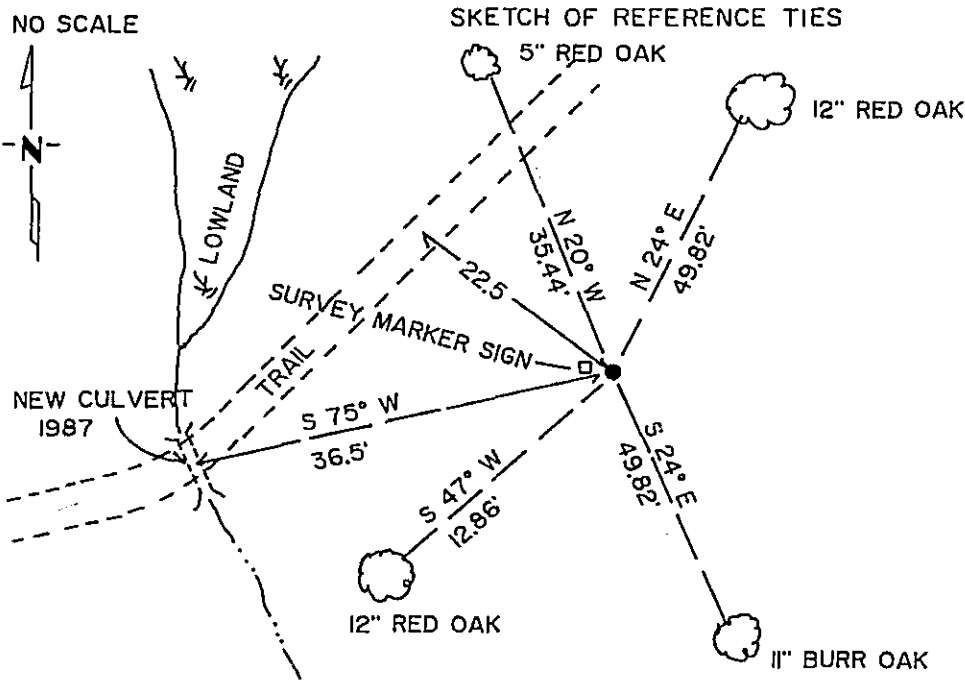 NO SCALE
SKETCH OF REFERENCE TIES
5" RED OAK
12" RED OAK
N
LOWLAND
N 20° W
35.44'
N 24° E
49.82'
22.5
SURVEY MARKER SIGN
TRAIL
NEW CULVERT
1987
S 75° W
36.5'
S 47° W
12.86'
S 24° E
49.82'
12" RED OAK
11" BURR OAK